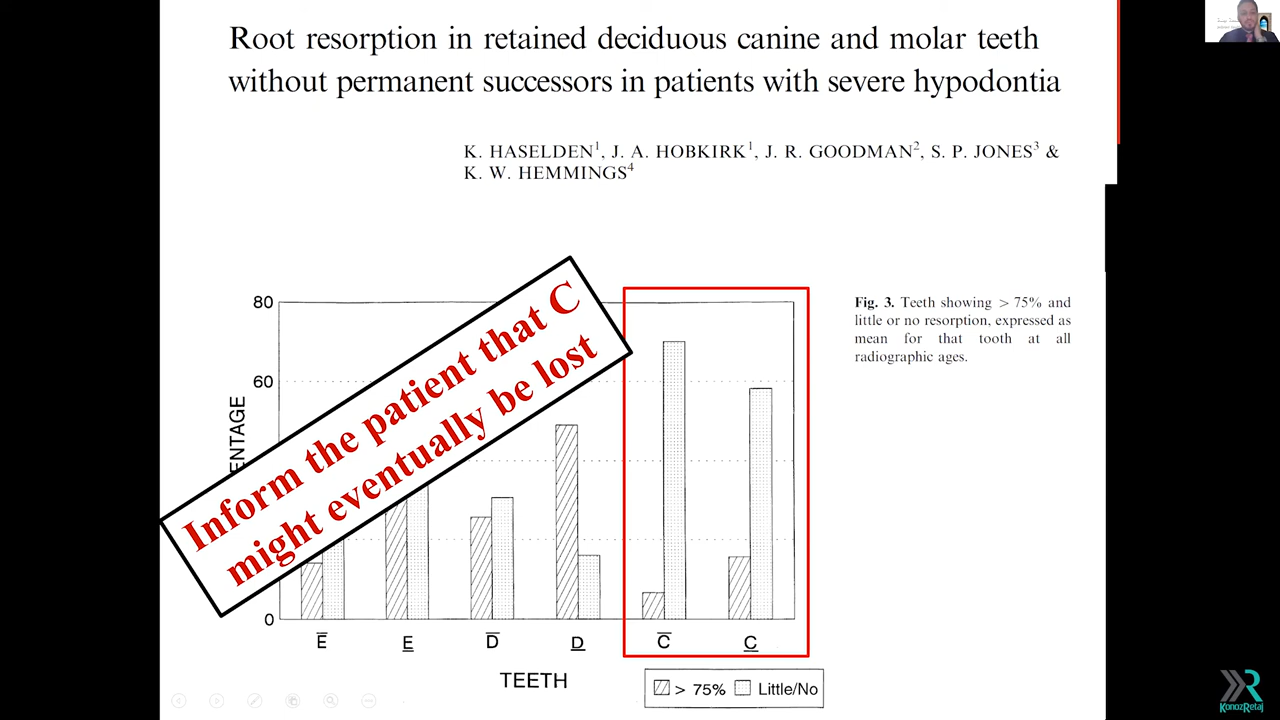 Root resorption in retained deciduous canine and molar teeth
without permanent successors in patients with severe hypodontia
K. HASELDEN¹, J. A. HOBKIRK¹, J. R. GOODMAN², S. P. JONES³ &
K. W. HEMMINGS⁴
Inform the patient that C
might eventually be lost
Fig. 3. Teeth showing > 75% and
little or no resorption, expressed as
mean for that tooth at all
radiographic ages.
80
60
ENTAGE
0
E̅ E̲ D̅ D̲ C̅ C̲
TEETH
> 75% Little/No
KonozRetaj